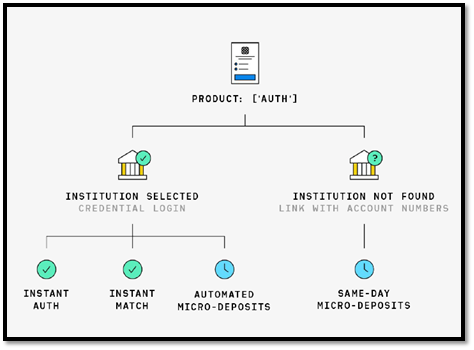 PRODUCT: ['AUTH']
INSTITUTION SELECTED
CREDENTIAL LOGIN
INSTITUTION NOT FOUND
LINK WITH ACCOUNT NUMBERS
INSTANT
AUTH
INSTANT
MATCH
AUTOMATED
MICRO-DEPOSITS
SAME-DAY
MICRO-DEPOSITS